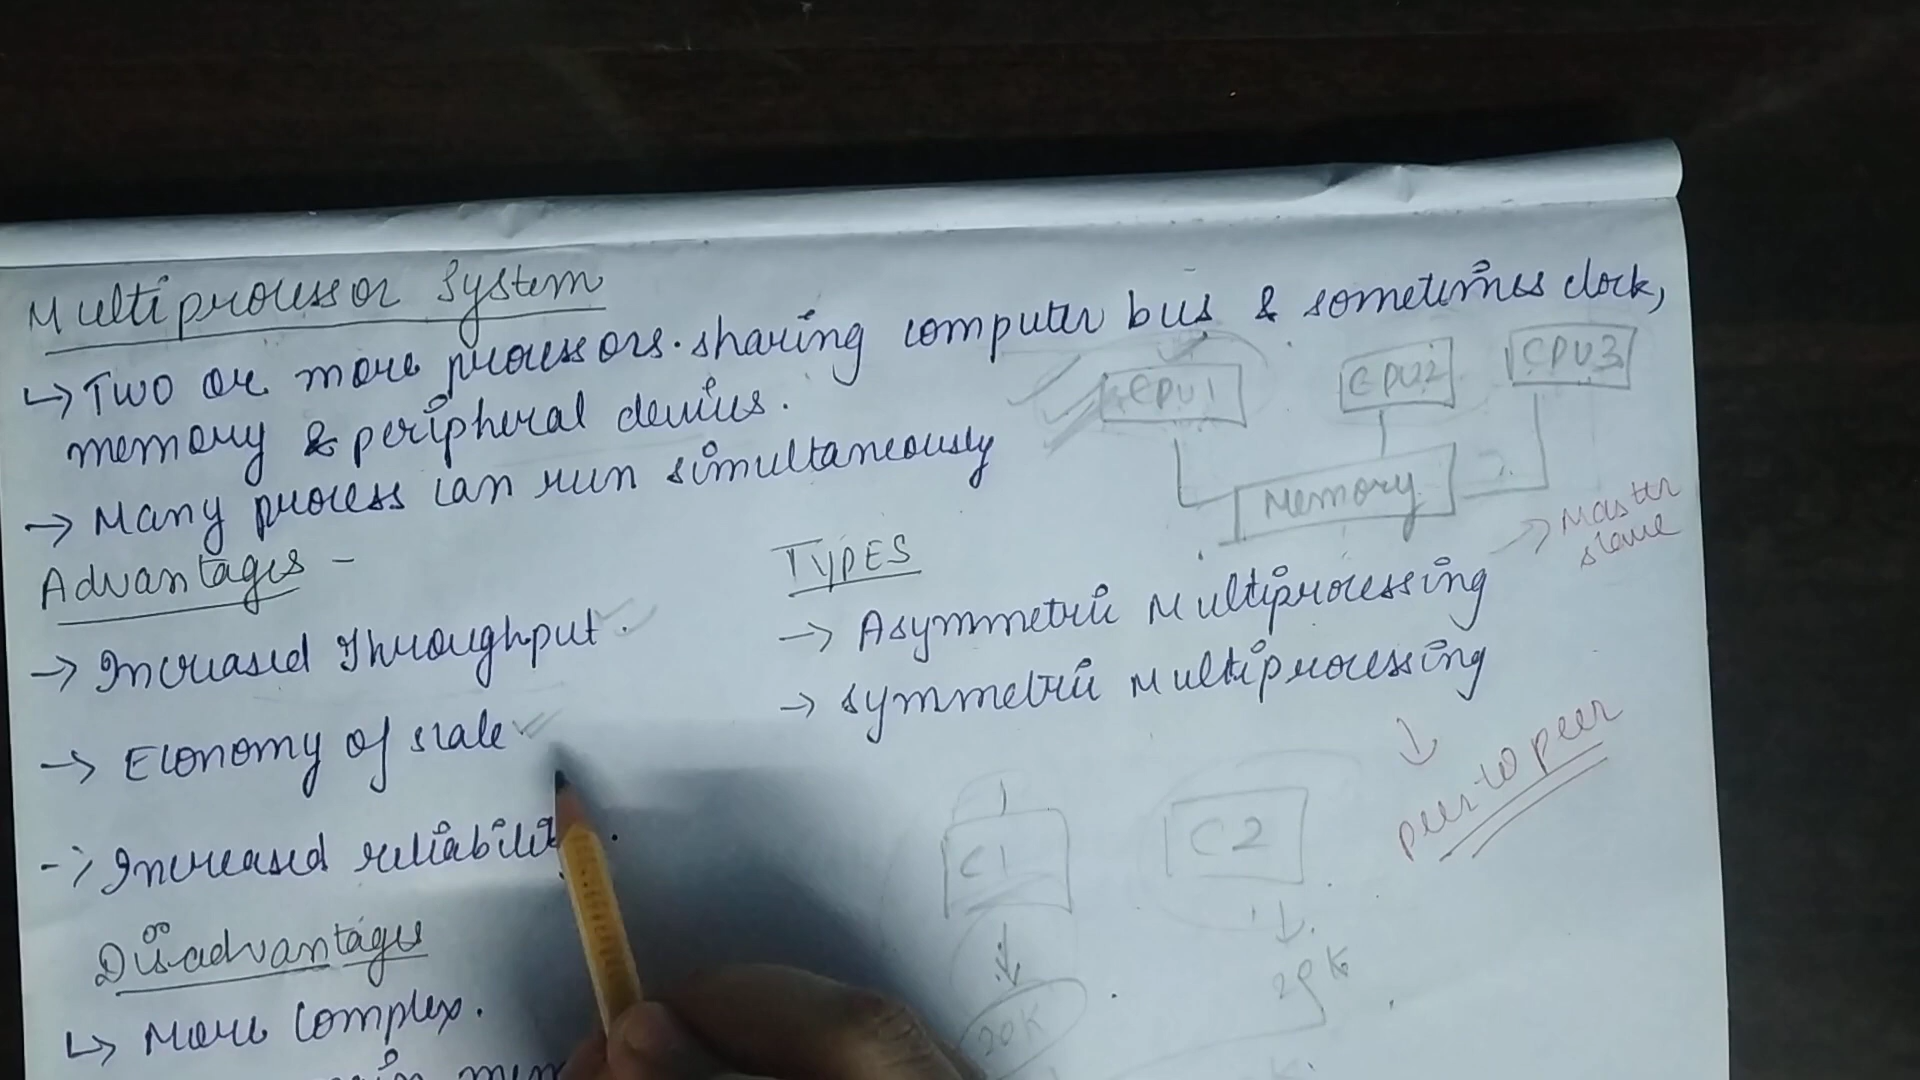 Multiprocessor System
↳ Two or more processors. sharing computer bus & sometimes clock,
memory & peripheral devices.
→ Many process can run simultaneously
CPU1
CPU2
CPU3
Memory
Advantages -
→ Increased Throughput.
→ Economy of scale
→ Increased reliability.
TYPES
→ Asymmetric Multiprocessing
→ Master
slave
→ Symmetric Multiprocessing
↓
peer to peer
C1
↓
20K
C2
↓
Disadvantages
↳ More Complex.